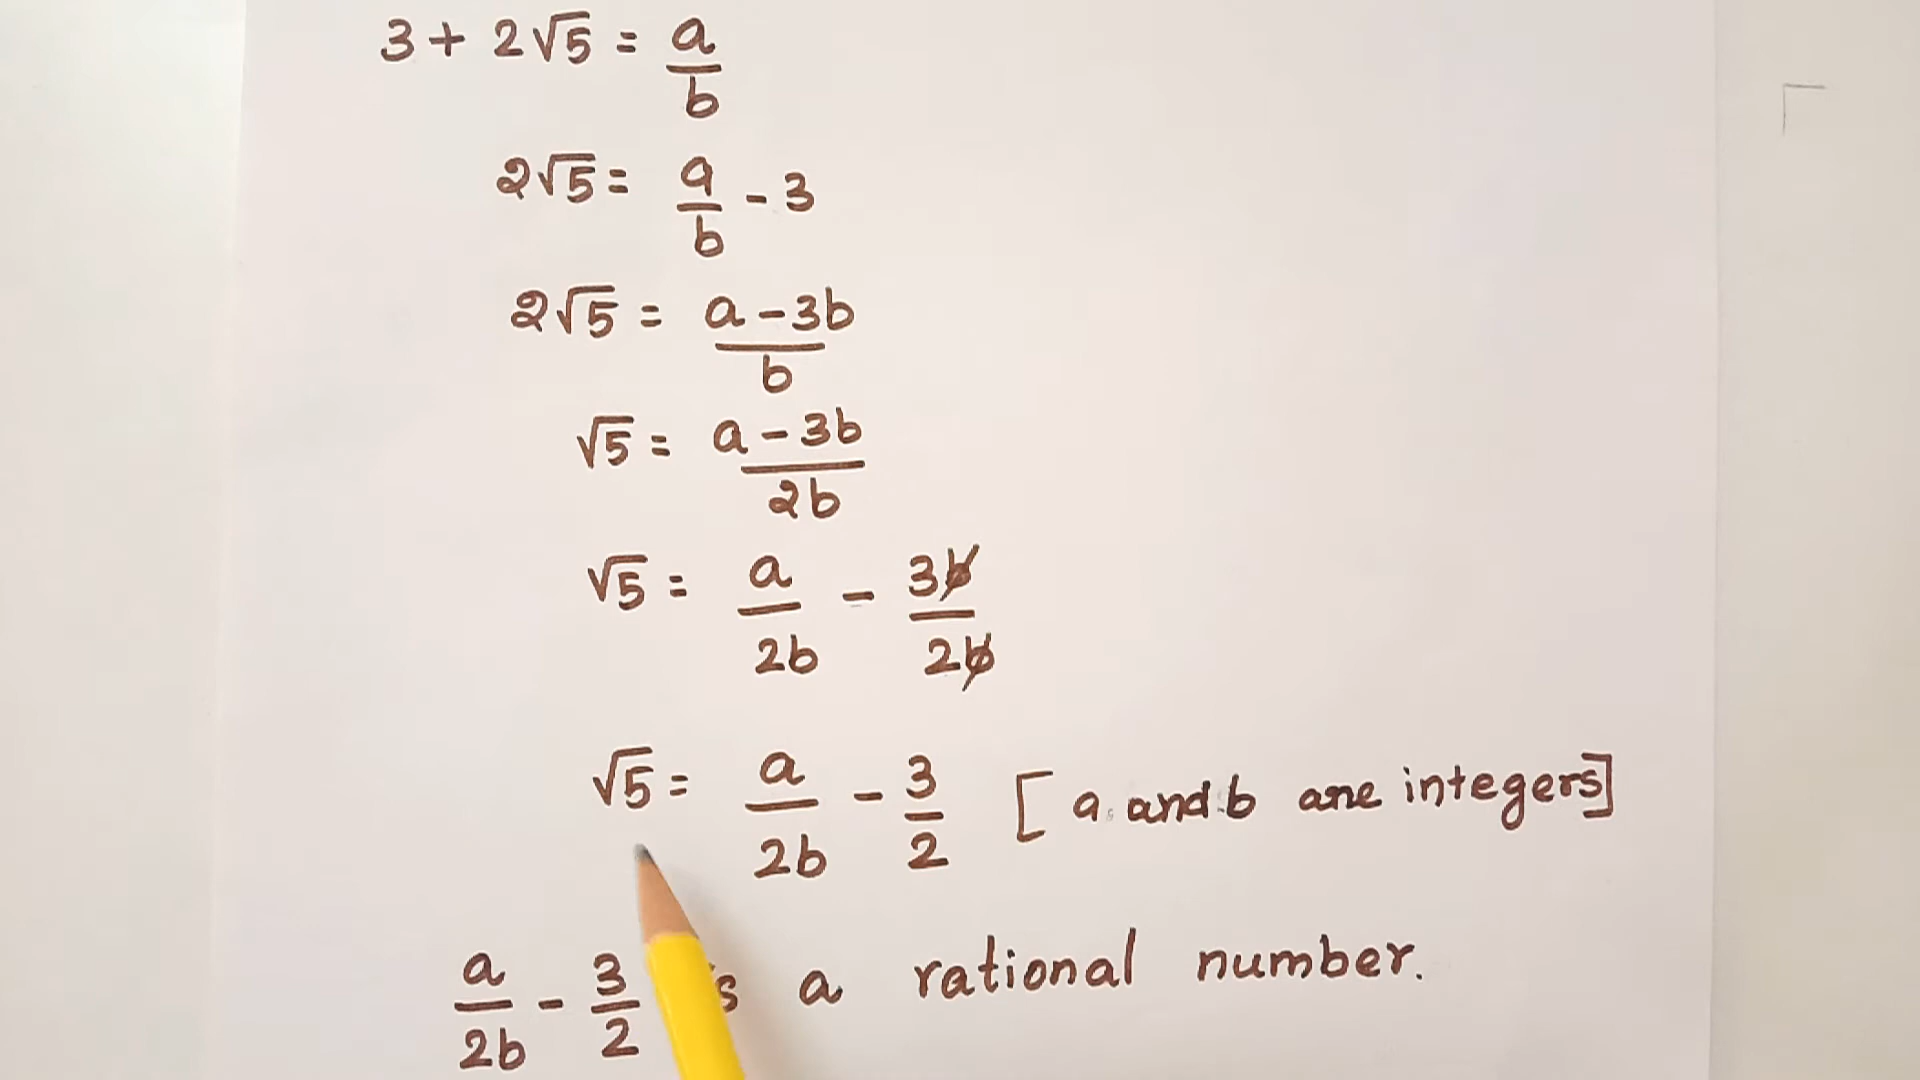 3 + 2√5 = a/b
2√5 = a/b - 3
2√5 = a - 3b/b
√5 = a - 3b/2b
√5 = a/2b - 3b/2b
√5 = a/2b - 3/2 [a and b are integers]
a/2b - 3/2 a rational number.